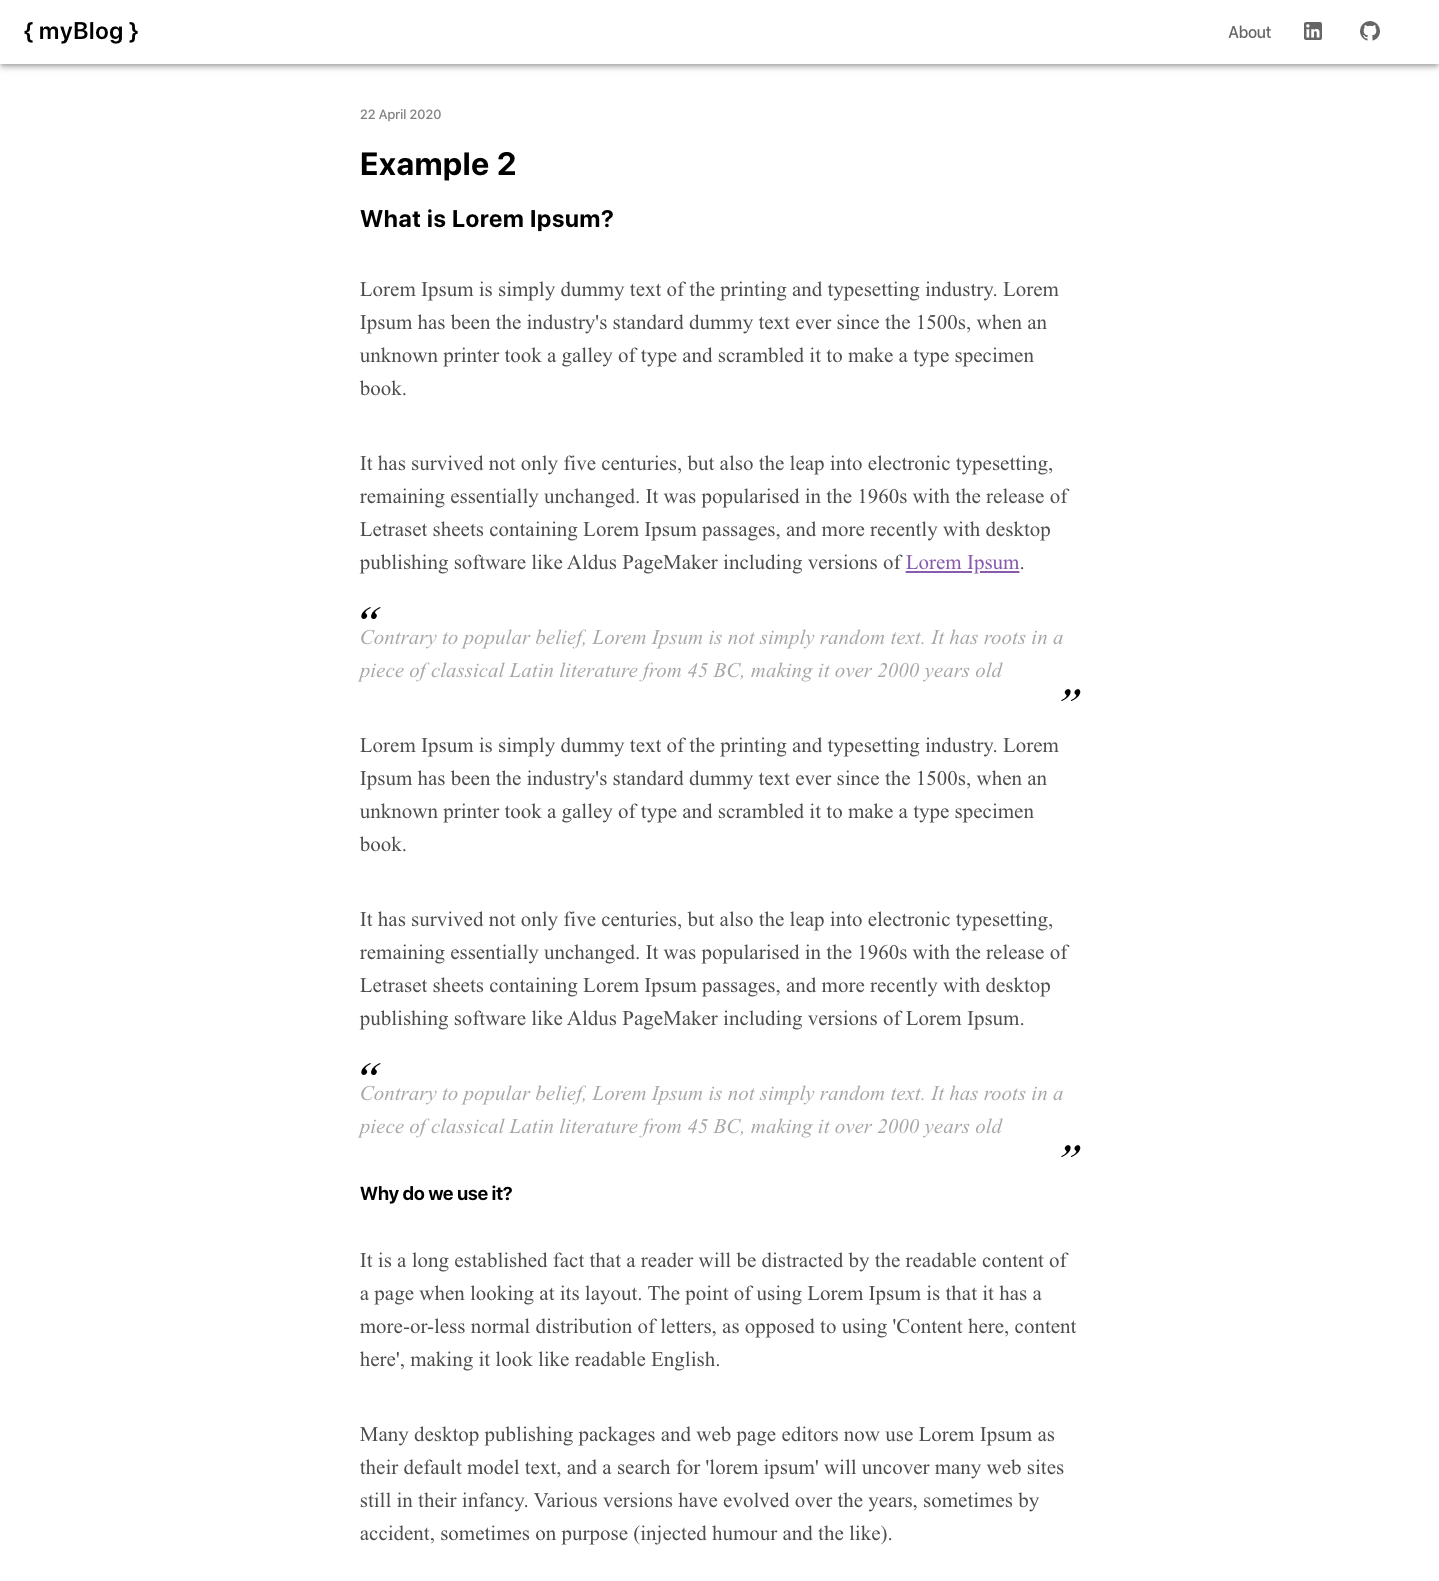 { myBlog }
About
22 April 2020
Example 2
What is Lorem Ipsum?
Lorem Ipsum is simply dummy text of the printing and typesetting industry. Lorem
Ipsum has been the industry's standard dummy text ever since the 1500s, when an
unknown printer took a galley of type and scrambled it to make a type specimen
book.
It has survived not only five centuries, but also the leap into electronic typesetting,
remaining essentially unchanged. It was popularised in the 1960s with the release of
Letraset sheets containing Lorem Ipsum passages, and more recently with desktop
publishing software like Aldus PageMaker including versions of Lorem Ipsum.
“
Contrary to popular belief, Lorem Ipsum is not simply random text. It has roots in a
piece of classical Latin literature from 45 BC, making it over 2000 years old
”
Lorem Ipsum is simply dummy text of the printing and typesetting industry. Lorem
Ipsum has been the industry's standard dummy text ever since the 1500s, when an
unknown printer took a galley of type and scrambled it to make a type specimen
book.
It has survived not only five centuries, but also the leap into electronic typesetting,
remaining essentially unchanged. It was popularised in the 1960s with the release of
Letraset sheets containing Lorem Ipsum passages, and more recently with desktop
publishing software like Aldus PageMaker including versions of Lorem Ipsum.
“
Contrary to popular belief, Lorem Ipsum is not simply random text. It has roots in a
piece of classical Latin literature from 45 BC, making it over 2000 years old
”
Why do we use it?
It is a long established fact that a reader will be distracted by the readable content of
a page when looking at its layout. The point of using Lorem Ipsum is that it has a
more-or-less normal distribution of letters, as opposed to using 'Content here, content
here', making it look like readable English.
Many desktop publishing packages and web page editors now use Lorem Ipsum as
their default model text, and a search for 'lorem ipsum' will uncover many web sites
still in their infancy. Various versions have evolved over the years, sometimes by
accident, sometimes on purpose (injected humour and the like).